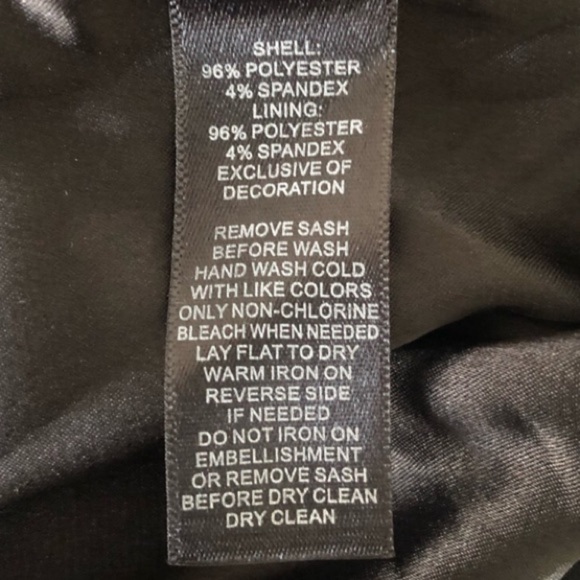 SHELL:
96% POLYESTER
4% SPANDEX
LINING:
96% POLYESTER
4% SPANDEX
EXCLUSIVE OF
DECORATION
REMOVE SASH
BEFORE WASH
HAND WASH COLD
WITH LIKE COLORS
ONLY NON-CHLORINE
BLEACH WHEN NEEDED
LAY FLAT TO DRY
WARM IRON ON
REVERSE SIDE
IF NEEDED
DO NOT IRON ON
EMBELLISHMENT
OR REMOVE SASH
BEFORE DRY CLEAN
DRY CLEAN